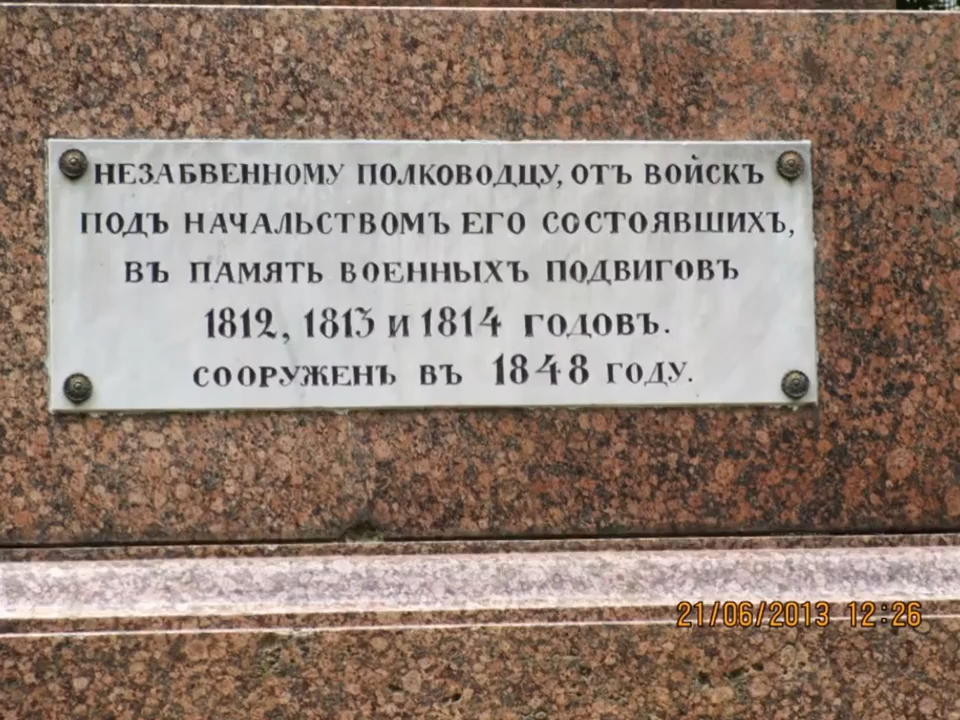 НЕЗАБВЕННОМУ ПОЛКОВОДЦУ, ОТЪ ВОЙСКЪ
ПОДЪ НАЧАЛЬСТВОМЪ ЕГО СОСТОЯВШИХЪ,
ВЪ ПАМЯТЬ ВОЕННЫХЪ ПОДВИГОВЪ
1812, 1813 И 1814 ГОДОВЪ.
СООРУЖЕНЪ ВЪ 1848 ГОДУ.
21/06/2013 12:26